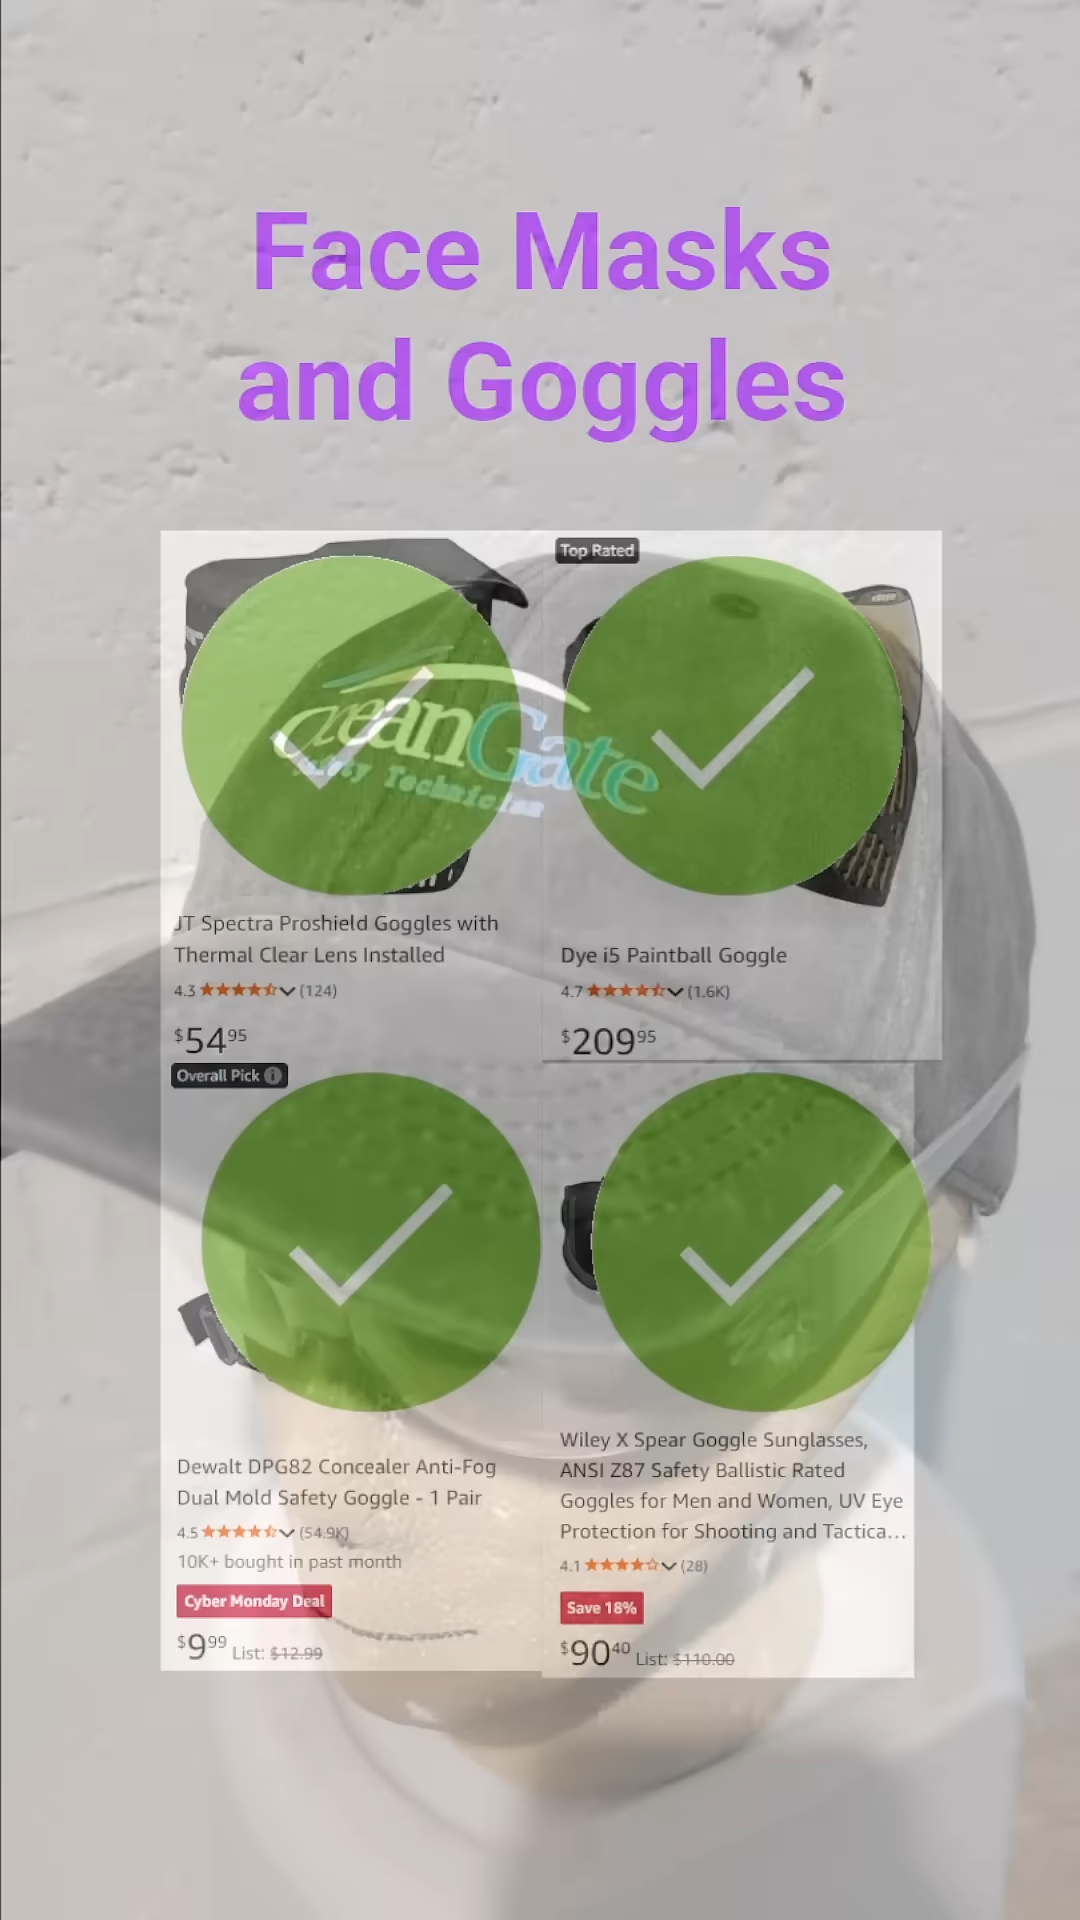 Face Masks
and Goggles
Top Rated
OceanGate
Safety Technician
JT Spectra Proshield Goggles with
Thermal Clear Lens Installed
4.3 (124)
$54 95
Dye i5 Paintball Goggle
4.7 (1.6K)
$209 95
Overall Pick
Dewalt DPG82 Concealer Anti-Fog
Dual Mold Safety Goggle - 1 Pair
4.5 (54.9K)
10K+ bought in past month
Cyber Monday Deal
$9 99 List: $12.99
Wiley X Spear Goggle Sunglasses,
ANSI Z87 Safety Ballistic Rated
Goggles for Men and Women, UV Eye
Protection for Shooting and Tactica...
4.1 (28)
Save 18%
$90 40 List: $110.00